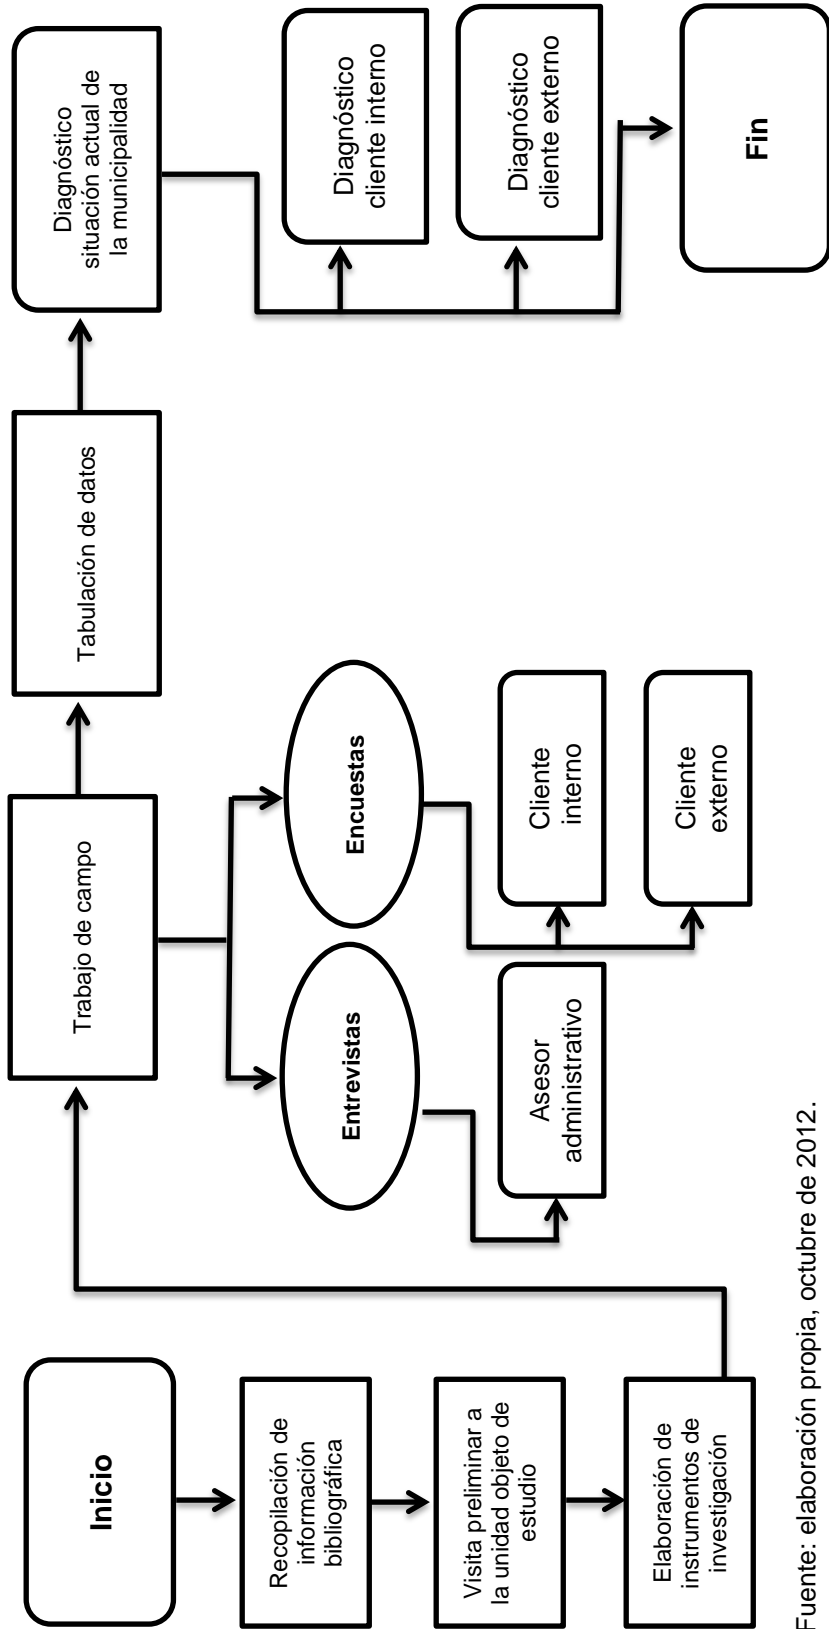 Inicio
Recopilación de
información
bibliográfica
Visita preliminar a
la unidad objeto de
estudio
Elaboración de
instrumentos de
investigación
Trabajo de campo
Entrevistas
Asesor
administrativo
Encuestas
Cliente
interno
Cliente
externo
Tabulación de datos
Diagnóstico
situación actual de
la municipalidad
Diagnóstico
cliente interno
Diagnóstico
cliente externo
Fin
Fuente: elaboración propia, octubre de 2012.